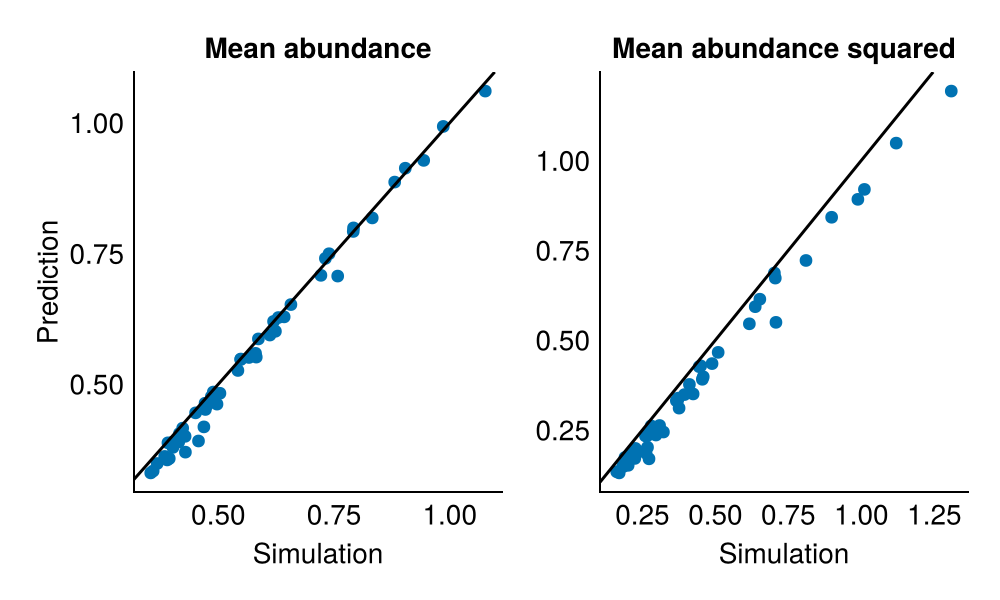 Mean abundance
Prediction
1.00
0.75
0.50
0.50 0.75 1.00
Simulation
Mean abundance squared
1.00
0.75
0.50
0.25
0.25 0.50 0.75 1.00 1.25
Simulation